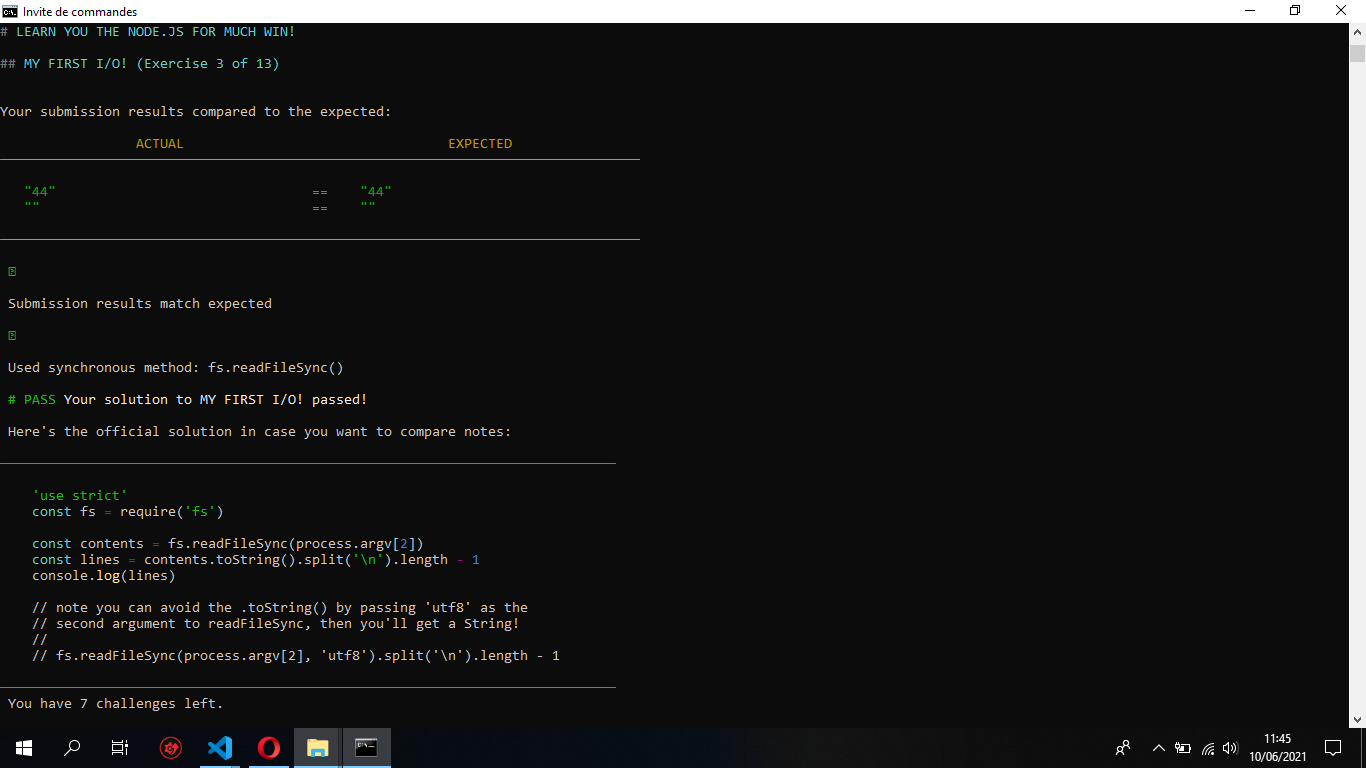 Invite de commandes
# LEARN YOU THE NODE.JS FOR MUCH WIN!
## MY FIRST I/O! (Exercise 3 of 13)
Your submission results compared to the expected:
ACTUAL EXPECTED
"44" == "44"
"" == ""
Submission results match expected
Used synchronous method: fs.readFileSync()
# PASS Your solution to MY FIRST I/O! passed!
Here's the official solution in case you want to compare notes:
'use strict'
const fs = require('fs')
const contents = fs.readFileSync(process.argv[2])
const lines = contents.toString().split('\n').length - 1
console.log(lines)
// note you can avoid the .toString() by passing 'utf8' as the
// second argument to readFileSync, then you'll get a String!
//
// fs.readFileSync(process.argv[2], 'utf8').split('\n').length - 1
You have 7 challenges left.
11:45
10/06/2021